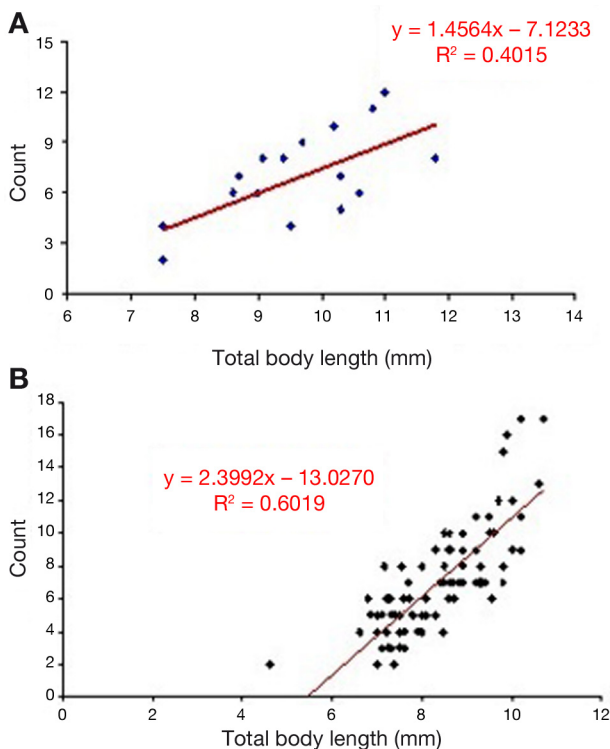 A
y = 1.4564x – 7.1233
R² = 0.4015
15
12
9
6
3
0
Count
6 7 8 9 10 11 12 13 14
Total body length (mm)
B
y = 2.3992x – 13.0270
R² = 0.6019
18
16
14
12
10
8
6
4
2
0
Count
0 2 4 6 8 10 12
Total body length (mm)